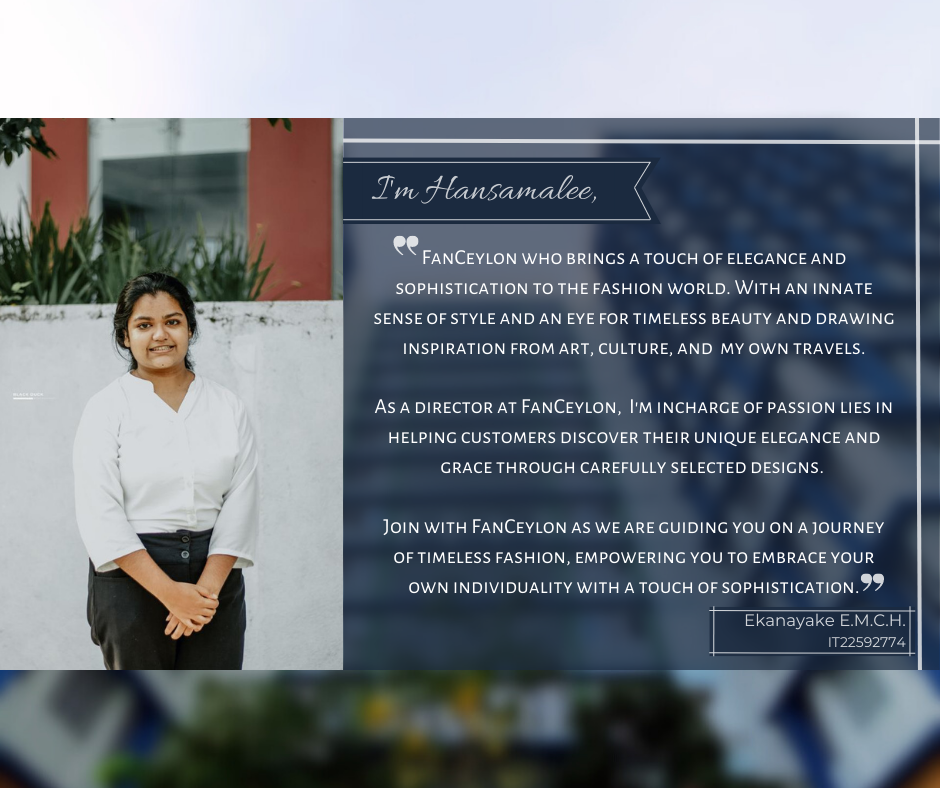 I'm Hansamalee,
❞ FanCeylon who brings a touch of elegance and
sophistication to the fashion world. With an innate
sense of style and an eye for timeless beauty and drawing
inspiration from art, culture, and my own travels.
As a director at FanCeylon, I'm incharge of passion lies in
helping customers discover their unique elegance and
grace through carefully selected designs.
Join with FanCeylon as we are guiding you on a journey
of timeless fashion, empowering you to embrace your
own individuality with a touch of sophistication.❞
Ekanayake E.M.C.H.
IT22592774